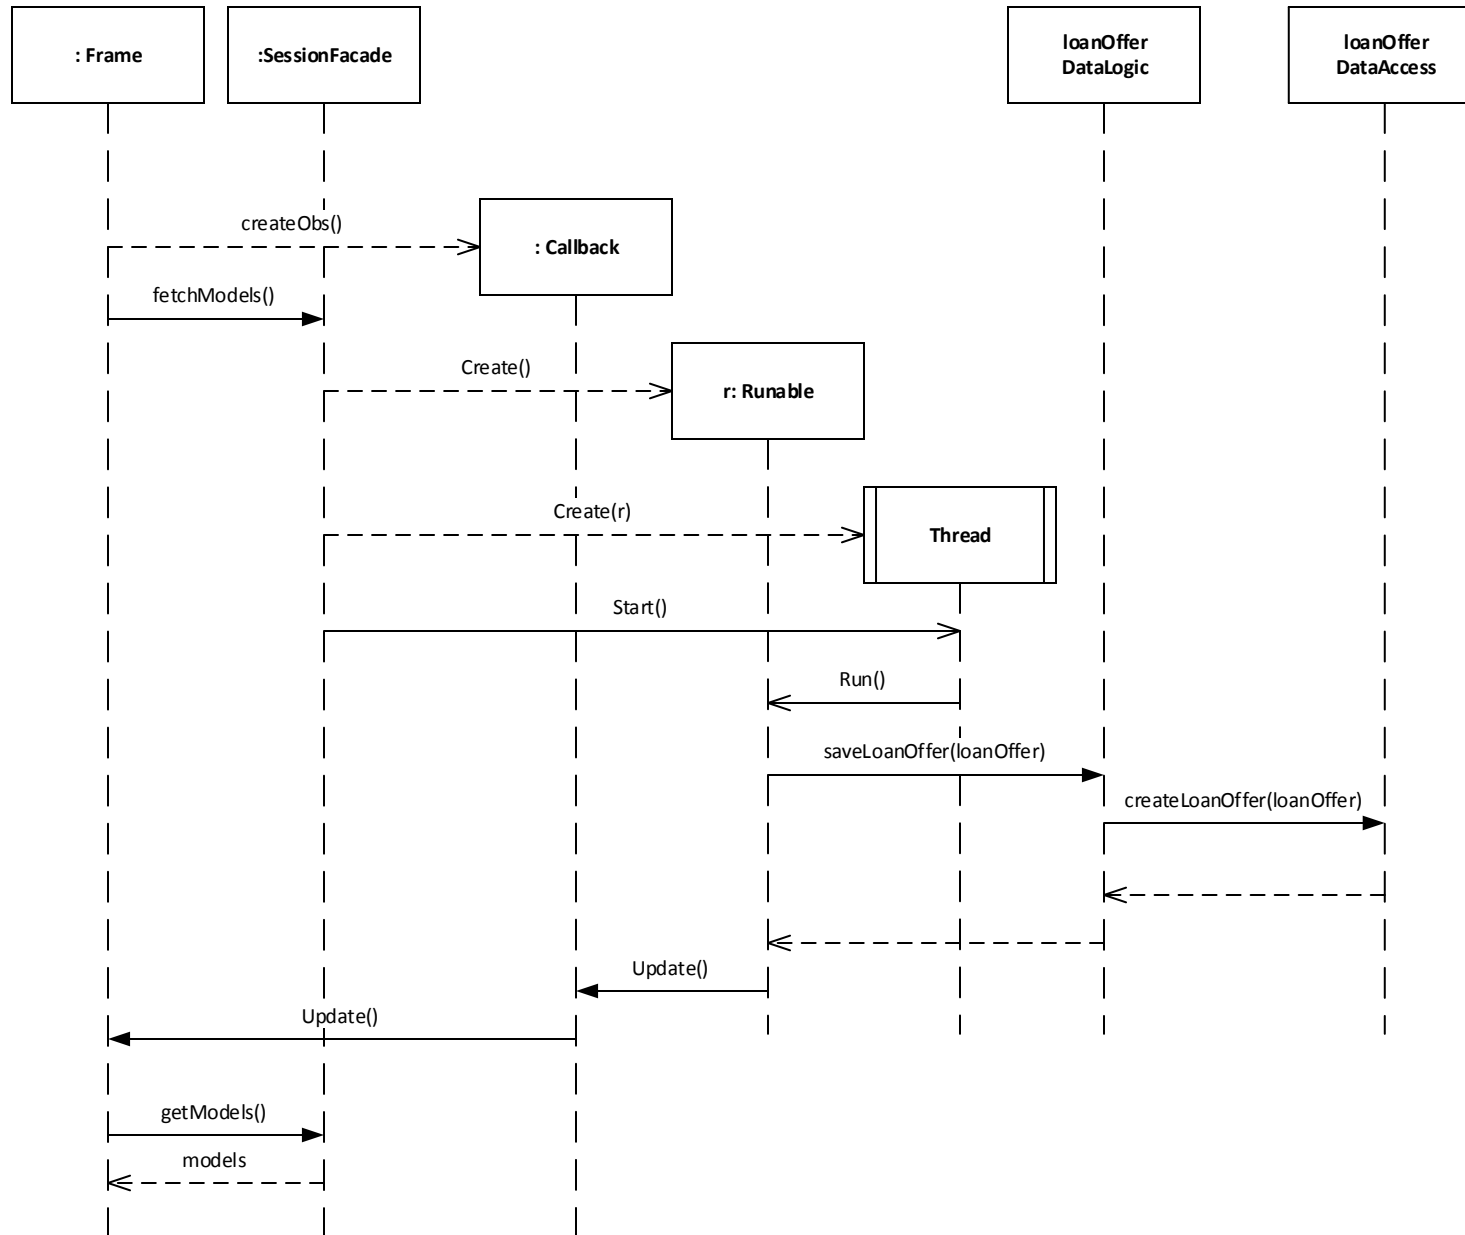 : Frame
:SessionFacade
loanOffer
DataLogic
loanOffer
DataAccess
createObs()
: Callback
fetchModels()
Create()
r: Runable
Create(r)
Thread
Start()
Run()
saveLoanOffer(loanOffer)
createLoanOffer(loanOffer)
Update()
Update()
getModels()
models